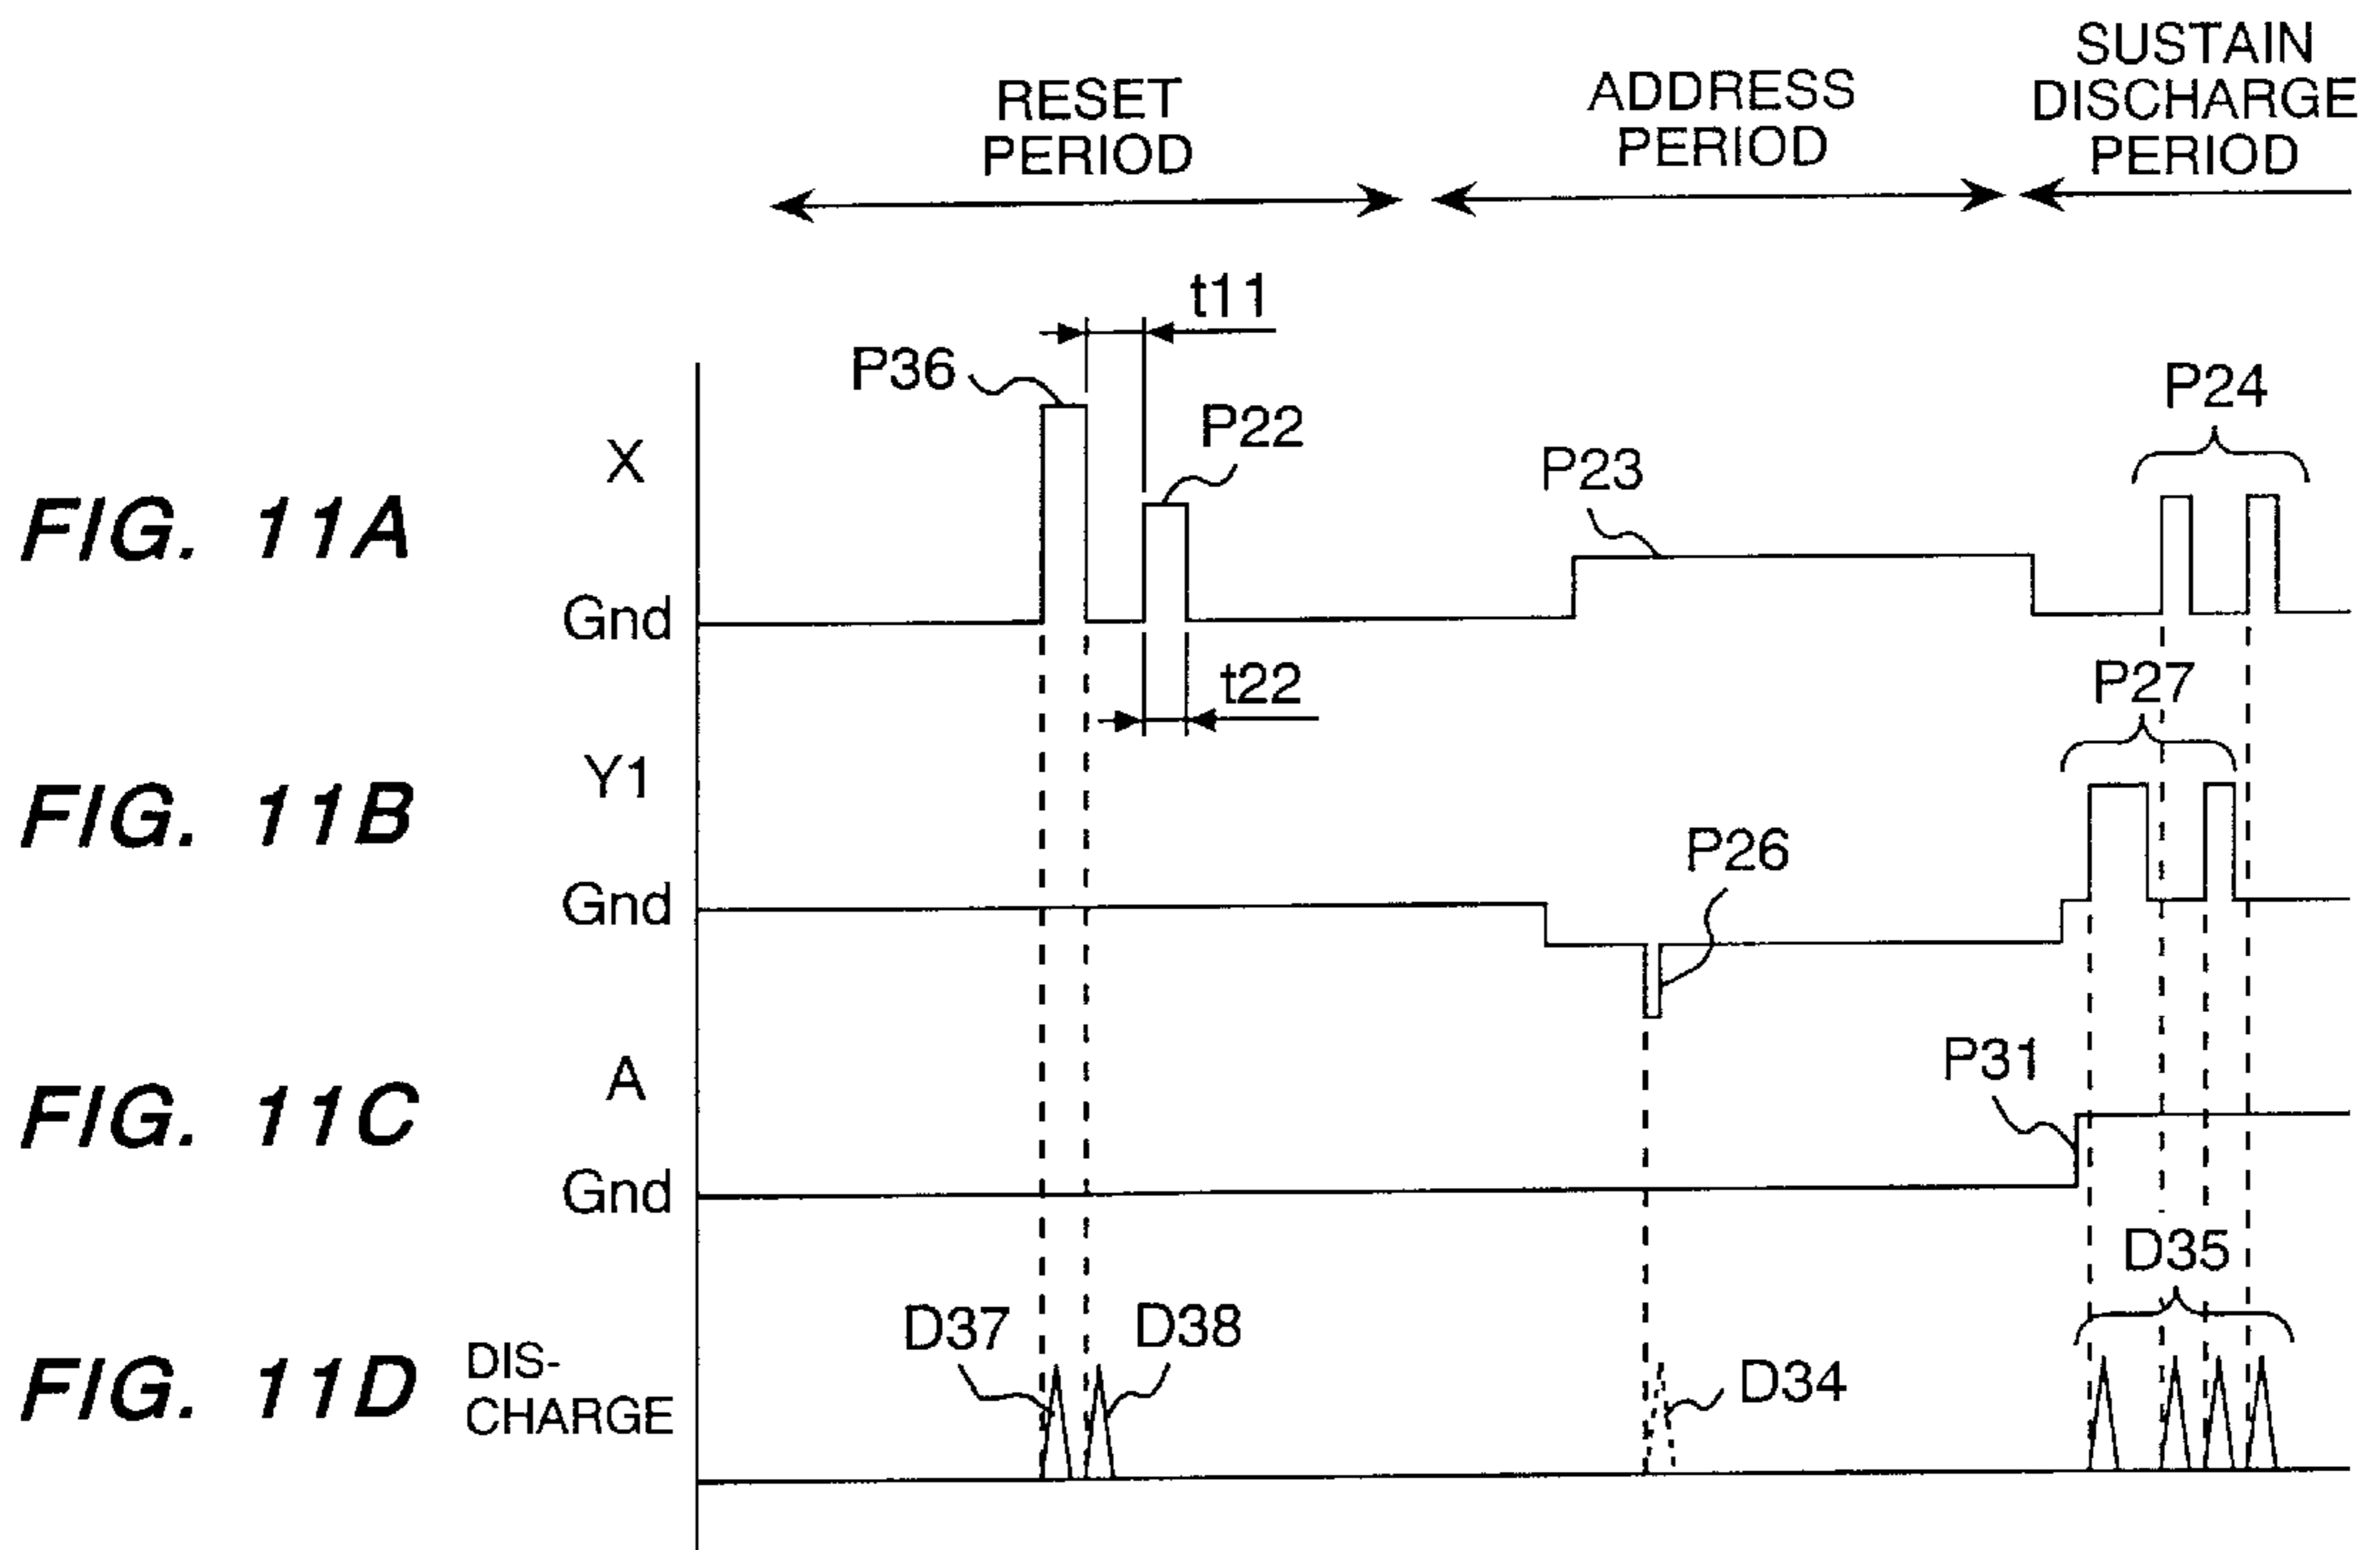 RESET
PERIOD
ADDRESS
PERIOD
SUSTAIN
DISCHARGE
PERIOD
t11
P36
P22
P23
P24
X
FIG. 11A
Gnd
t22
P27
Y1
FIG. 11B
P26
Gnd
P31
A
FIG. 11C
Gnd
D35
D37
D38
D34
FIG. 11D
DIS-
CHARGE